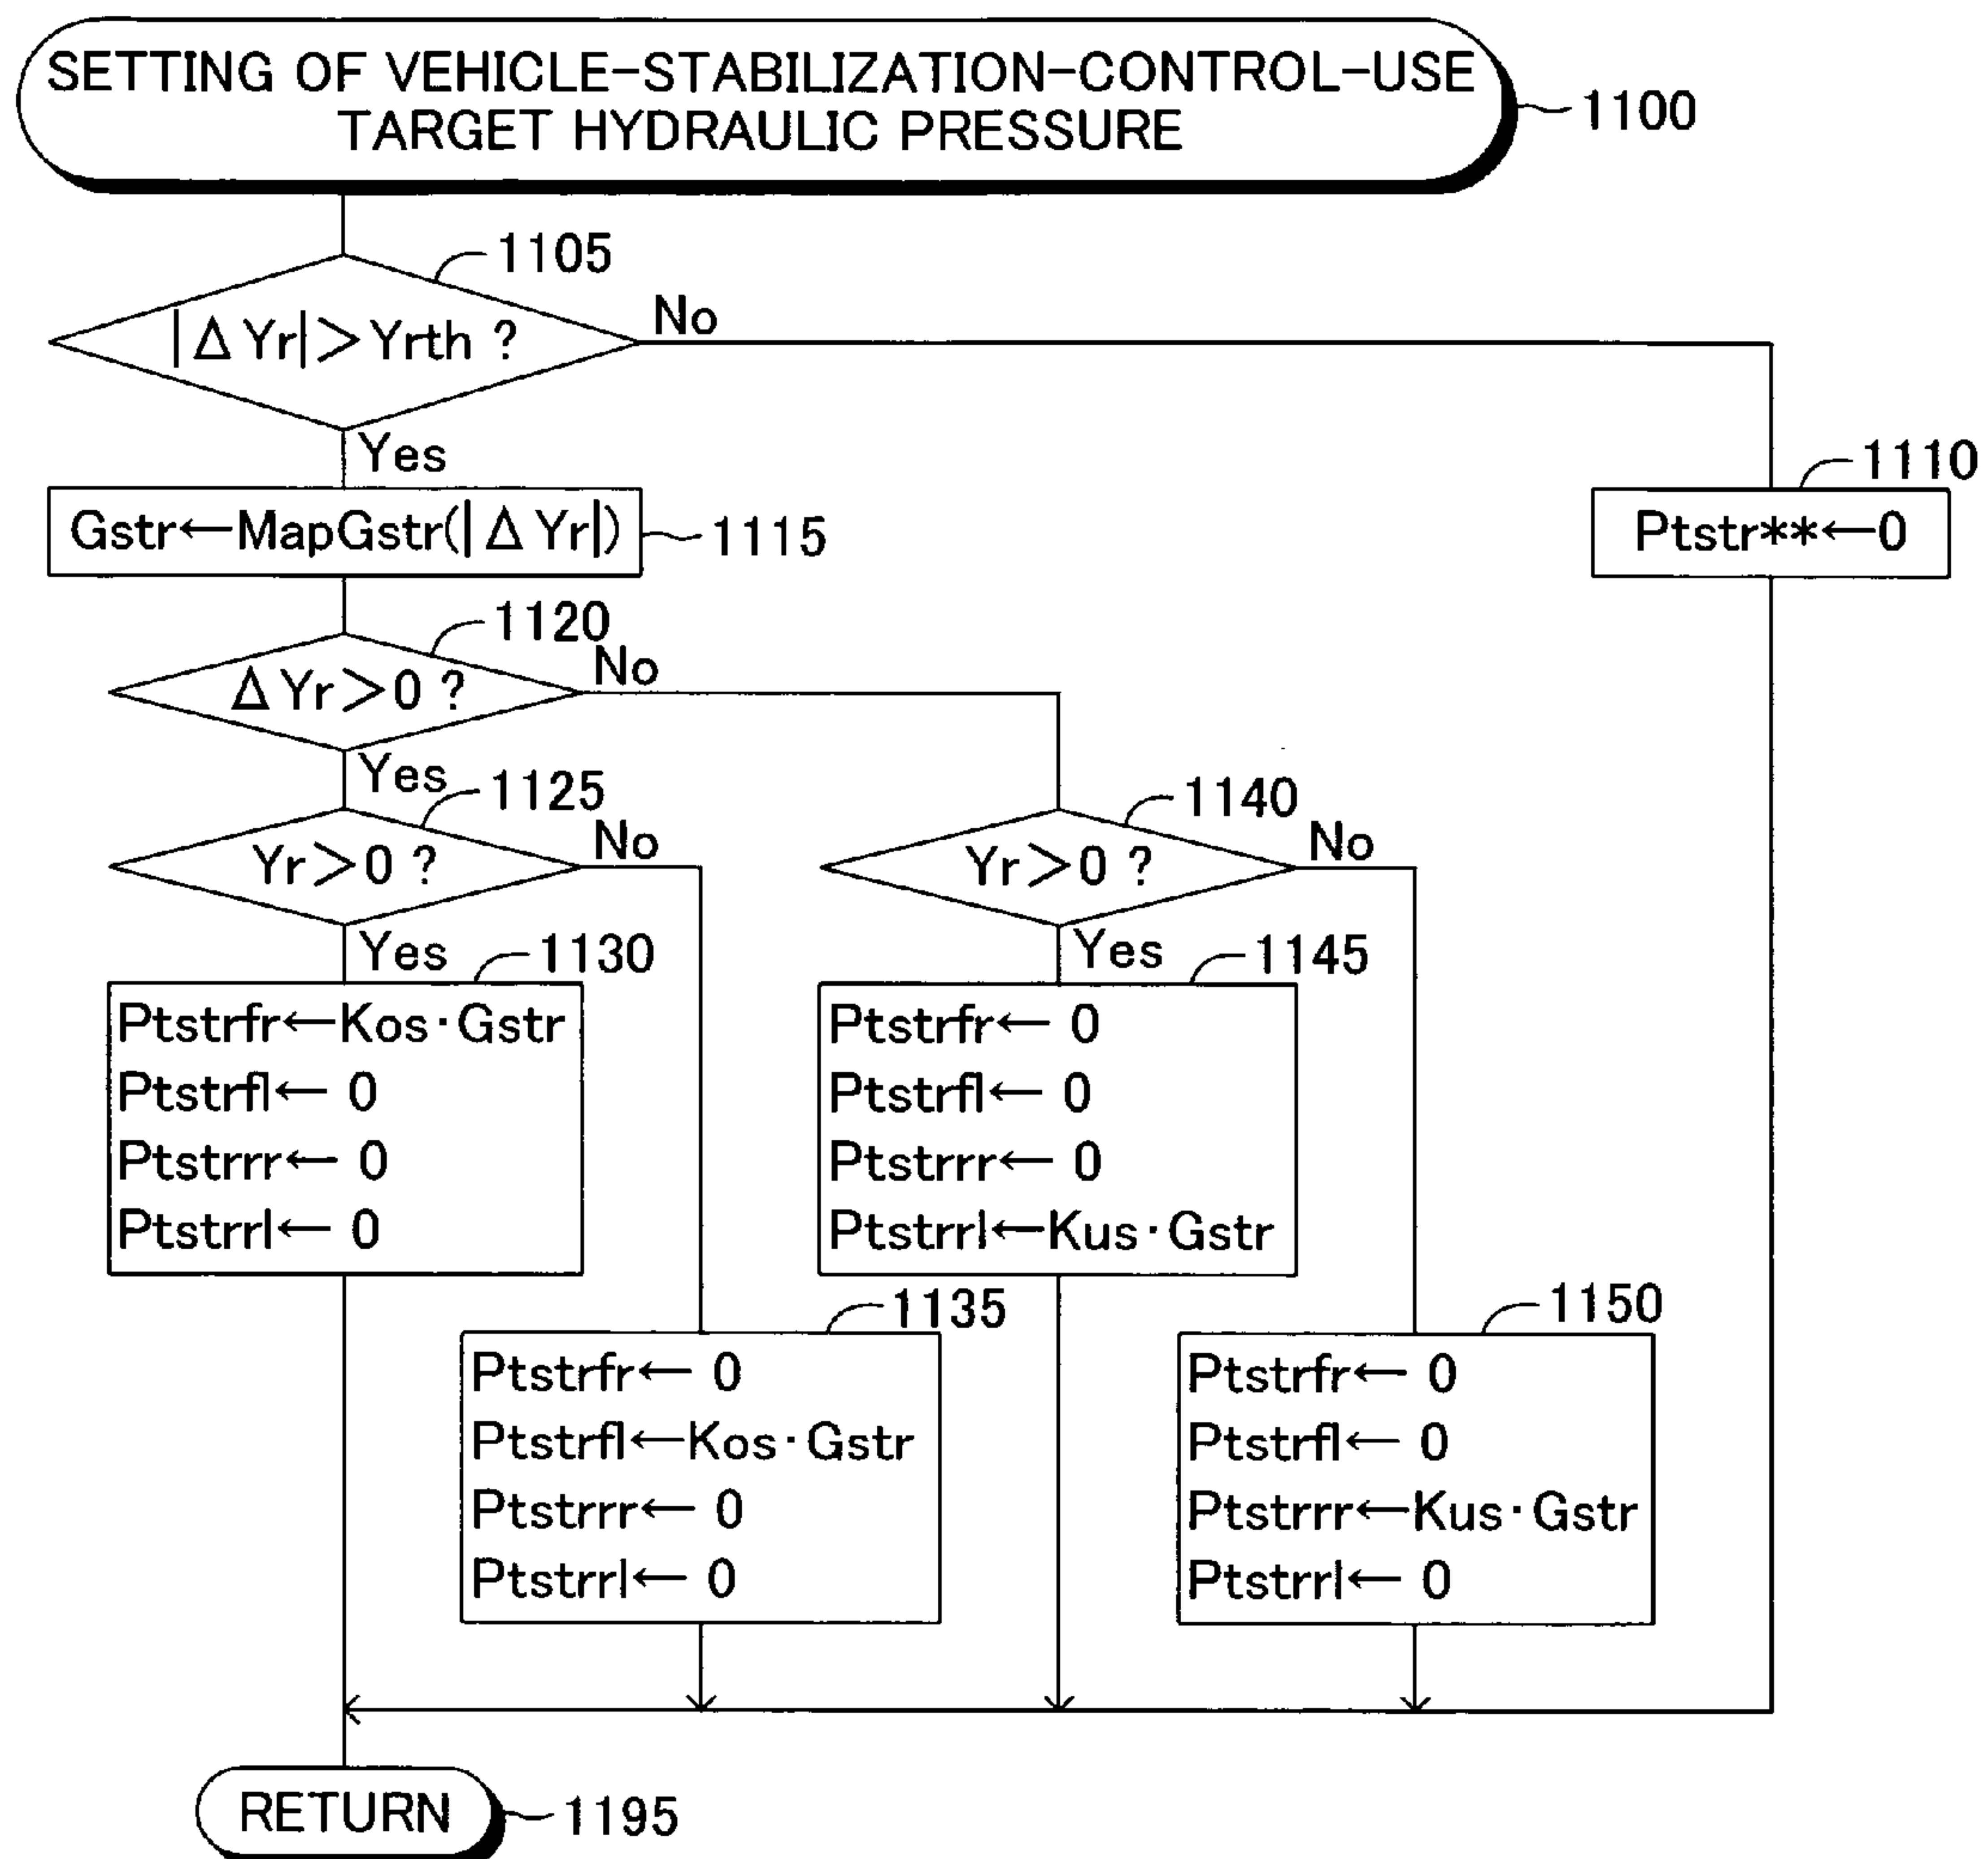 SETTING OF VEHICLE-STABILIZATION-CONTROL-USE
TARGET HYDRAULIC PRESSURE
1100
1105
|Δ Yr|>Yrth ?
No
Yes
1110
Ptstr**←0
Gstr←MapGstr(|Δ Yr|)
1115
1120
Δ Yr>0 ?
No
Yes
1125
Yr>0 ?
No
1140
Yr>0 ?
No
Yes
1130
Ptstrfr←Kos·Gstr
Ptstrfl← 0
Ptstrrr← 0
Ptstrrl← 0
Yes
1145
Ptstrfr← 0
Ptstrfl← 0
Ptstrrr← 0
Ptstrrl←Kus·Gstr
1135
Ptstrfr← 0
Ptstrfl←Kos·Gstr
Ptstrrr← 0
Ptstrrl← 0
1150
Ptstrfr← 0
Ptstrfl← 0
Ptstrrr←Kus·Gstr
Ptstrrl← 0
RETURN
1195